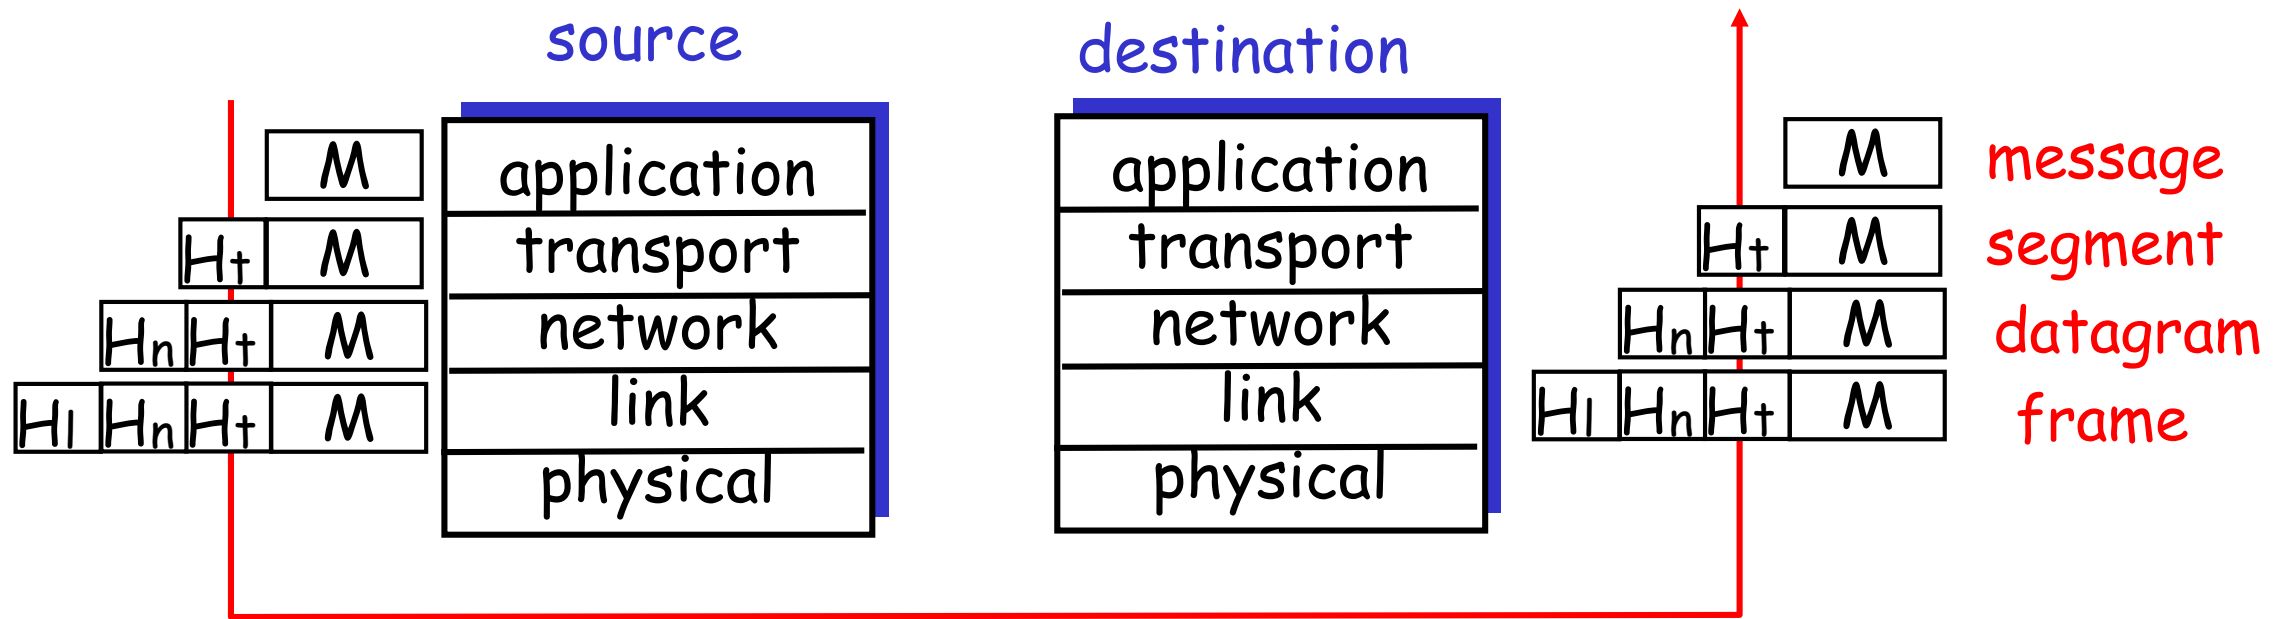 source
destination
M
application
application
M
message
Ht M
transport
transport
Ht M
segment
Hn Ht M
network
network
Hn Ht M
datagram
Hl Hn Ht M
link
link
Hl Hn Ht M
frame
physical
physical